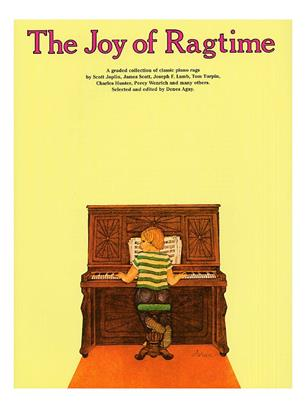 The Joy of Ragtime
A graded collection of classic piano rags
by Scott Joplin, James Scott, Joseph F. Lamb, Tom Turpin,
Charles Hunter, Percy Wenrich and many others.
Selected and edited by Denes Agay.